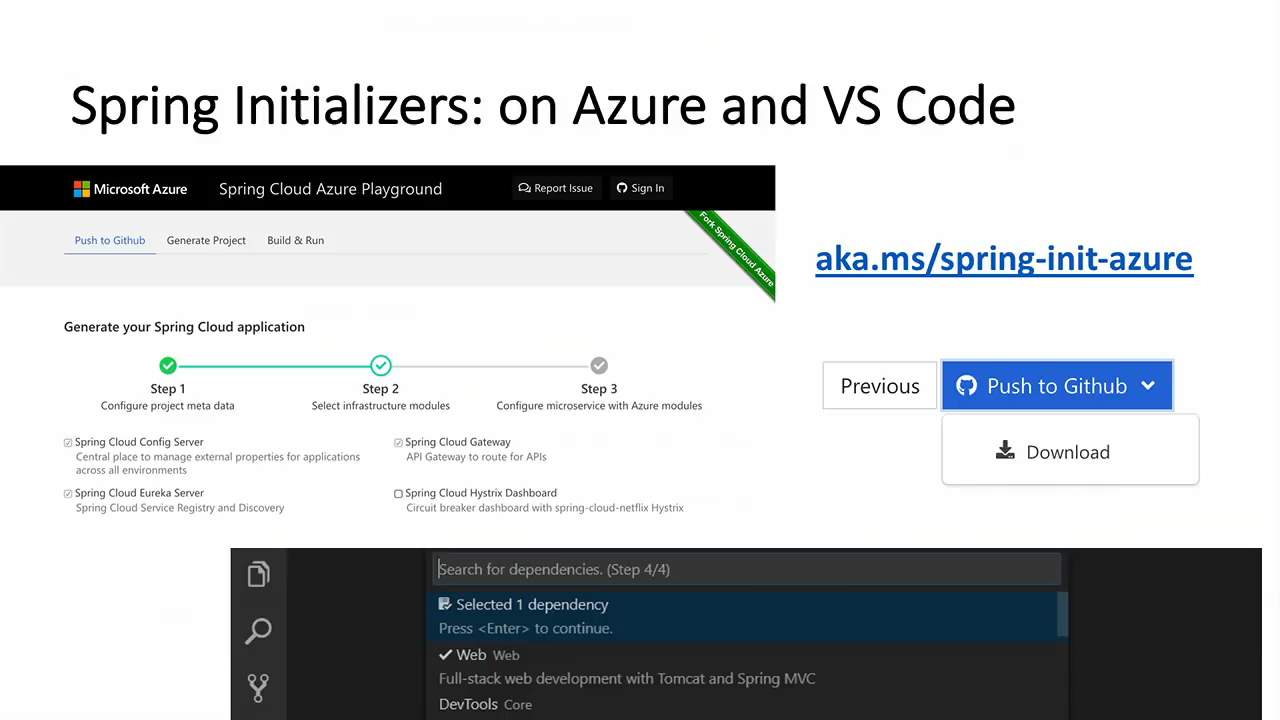 Spring Initializers: on Azure and VS Code
Microsoft Azure
Spring Cloud Azure Playground
Report Issue
Sign In
Fork Spring Cloud Azure
Push to Github
Generate Project
Build & Run
aka.ms/spring-init-azure
Generate your Spring Cloud application
Step 1
Configure project meta data
Step 2
Select infrastructure modules
Step 3
Configure microservice with Azure modules
Previous
Push to Github
Download
Spring Cloud Config Server
Central place to manage external properties for applications
across all environments
Spring Cloud Gateway
API Gateway to route for APIs
Spring Cloud Eureka Server
Spring Cloud Service Registry and Discovery
Spring Cloud Hystrix Dashboard
Circuit breaker dashboard with spring-cloud-netflix Hystrix
Search for dependencies. (Step 4/4)
Selected 1 dependency
Press <Enter> to continue.
Web Web
Full-stack web development with Tomcat and Spring MVC
DevTools Core